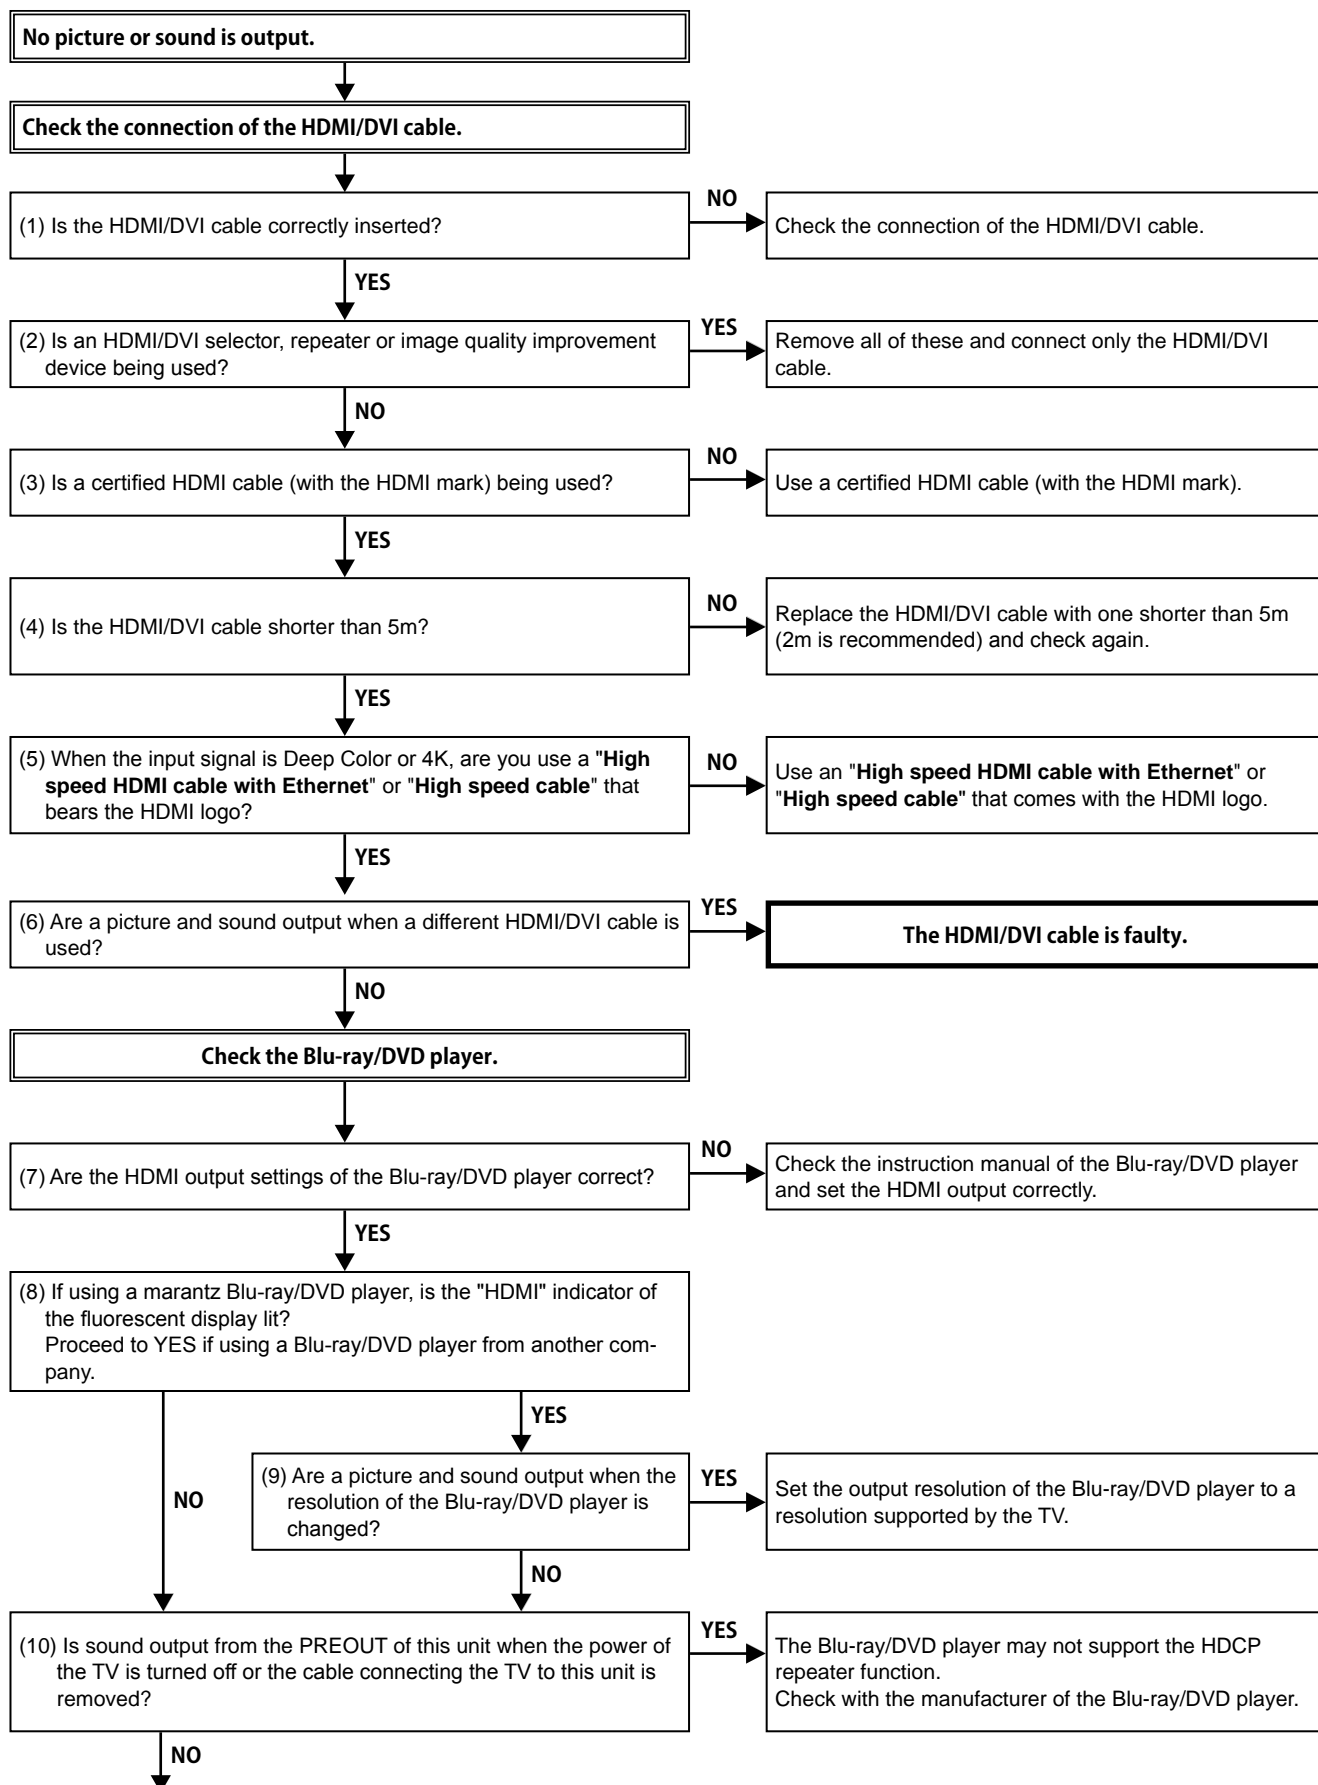 No picture or sound is output.
Check the connection of the HDMI/DVI cable.
(1) Is the HDMI/DVI cable correctly inserted?
NO
Check the connection of the HDMI/DVI cable.
YES
(2) Is an HDMI/DVI selector, repeater or image quality improvement
device being used?
YES
Remove all of these and connect only the HDMI/DVI
cable.
NO
(3) Is a certified HDMI cable (with the HDMI mark) being used?
NO
Use a certified HDMI cable (with the HDMI mark).
YES
(4) Is the HDMI/DVI cable shorter than 5m?
NO
Replace the HDMI/DVI cable with one shorter than 5m
(2m is recommended) and check again.
YES
(5) When the input signal is Deep Color or 4K, are you use a "High
speed HDMI cable with Ethernet" or "High speed cable" that
bears the HDMI logo?
NO
Use an "High speed HDMI cable with Ethernet" or
"High speed cable" that comes with the HDMI logo.
YES
(6) Are a picture and sound output when a different HDMI/DVI cable is
used?
YES
The HDMI/DVI cable is faulty.
NO
Check the Blu-ray/DVD player.
(7) Are the HDMI output settings of the Blu-ray/DVD player correct?
NO
Check the instruction manual of the Blu-ray/DVD player
and set the HDMI output correctly.
YES
(8) If using a marantz Blu-ray/DVD player, is the "HDMI" indicator of
the fluorescent display lit?
Proceed to YES if using a Blu-ray/DVD player from another com-
pany.
YES
NO
(9) Are a picture and sound output when the
resolution of the Blu-ray/DVD player is
changed?
YES
Set the output resolution of the Blu-ray/DVD player to a
resolution supported by the TV.
NO
(10) Is sound output from the PREOUT of this unit when the power of
the TV is turned off or the cable connecting the TV to this unit is
removed?
YES
The Blu-ray/DVD player may not support the HDCP
repeater function.
Check with the manufacturer of the Blu-ray/DVD player.
NO